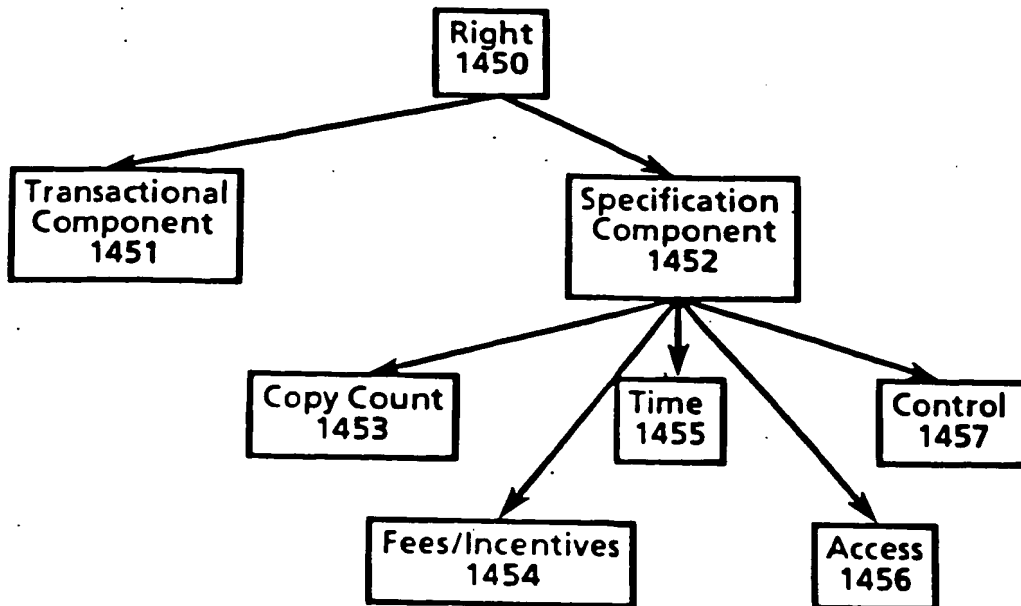 Right
1450
Transactional
Component
1451
Specification
Component
1452
Copy Count
1453
Time
1455
Control
1457
Fees/Incentives
1454
Access
1456